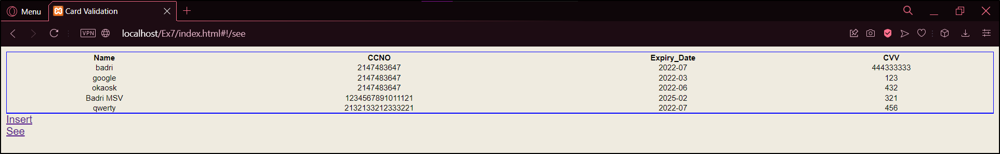 Menu Card Validation
VPN localhost/Ex7/index.html#!/see
Name CCNO Expiry_Date CVV
badri 2147483647 2022-07 444333333
google 2147483647 2022-03 123
okaosk 2147483647 2022-06 432
Badri MSV 1234567891011121 2025-02 321
qwerty 2132133212333221 2022-07 456
Insert
See